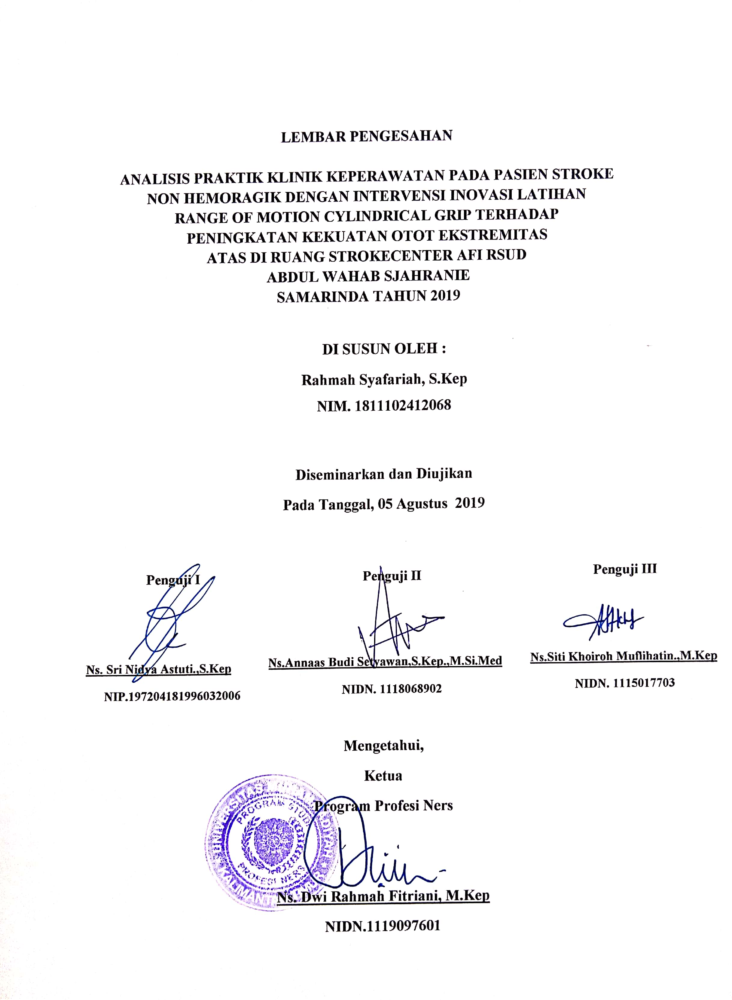 LEMBAR PENGESAHAN
ANALISIS PRAKTIK KLINIK KEPERAWATAN PADA PASIEN STROKE
NON HEMORAGIK DENGAN INTERVENSI INOVASI LATIHAN
RANGE OF MOTION CYLINDRICAL GRIP TERHADAP
PENINGKATAN KEKUATAN OTOT EKSTREMITAS
ATAS DI RUANG STROKECENTER AFI RSUD
ABDUL WAHAB SJAHRANIE
SAMARINDA TAHUN 2019
DI SUSUN OLEH :
Rahmah Syafariah, S.Kep
NIM. 1811102412068
Diseminarkan dan Diujikan
Pada Tanggal, 05 Agustus 2019
Penguji I
Penguji II
Penguji III
Ns. Sri Nidya Astuti.,S.Kep
Ns.Annaas Budi Setyawan,S.Kep.,M.Si.Med
Ns.Siti Khoiroh Muflihatin.,M.Kep
NIP.197204181996032006
NIDN. 1118068902
NIDN. 1115017703
Mengetahui,
Ketua
Program Profesi Ners
UNIVERSITAS
PROGRAM STUDI
PROFESI NERS
Ns. Dwi Rahmah Fitriani, M.Kep
NIDN.1119097601